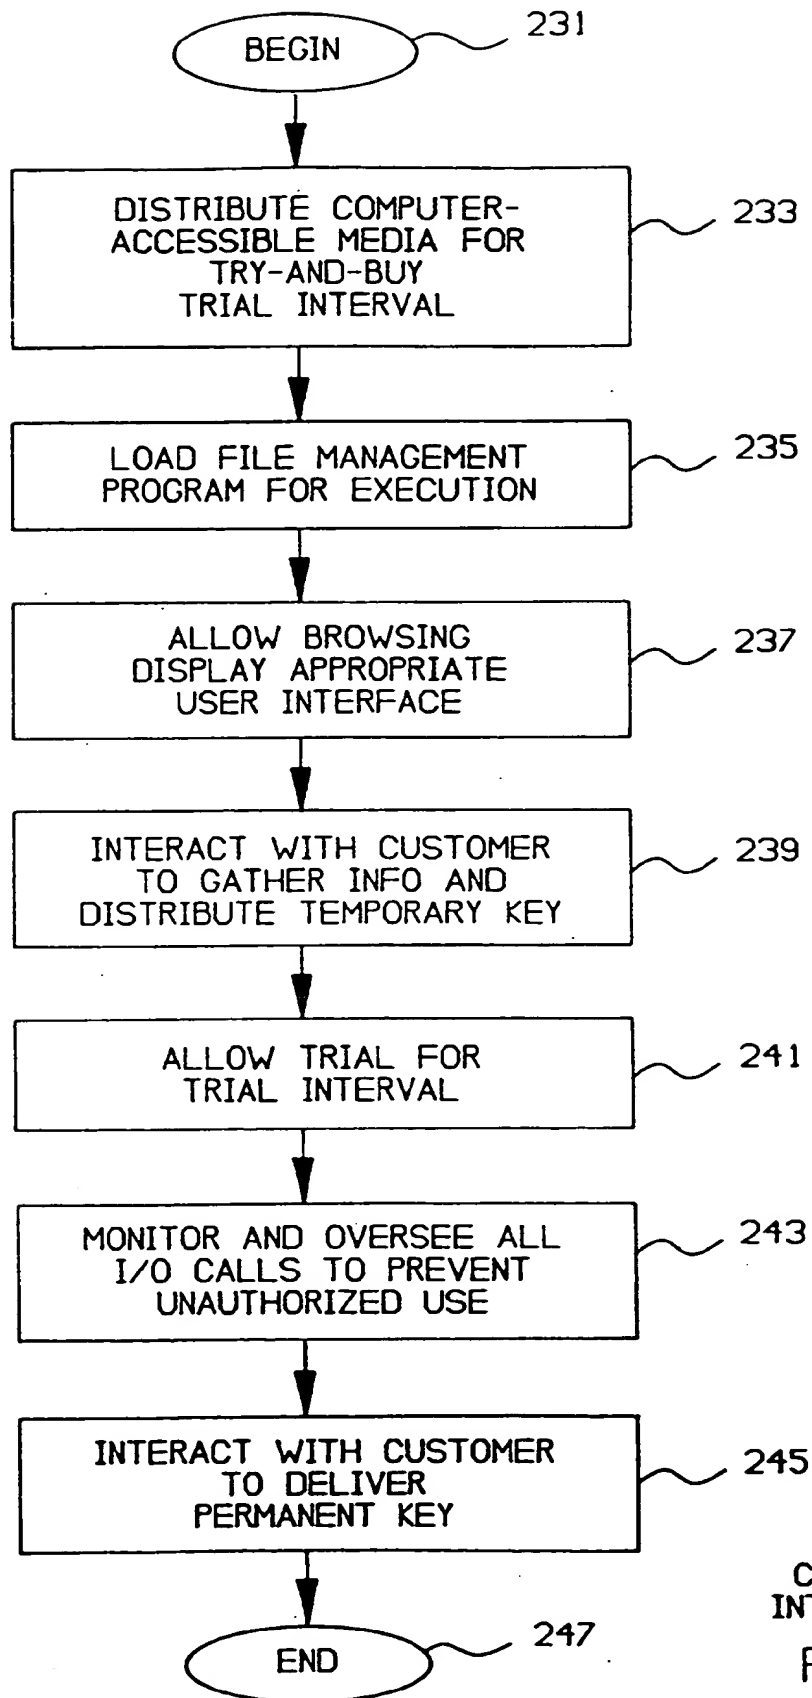 BEGIN
231
DISTRIBUTE COMPUTER-
ACCESSIBLE MEDIA FOR
TRY-AND-BUY
TRIAL INTERVAL
233
LOAD FILE MANAGEMENT
PROGRAM FOR EXECUTION
235
ALLOW BROWSING
DISPLAY APPROPRIATE
USER INTERFACE
237
INTERACT WITH CUSTOMER
TO GATHER INFO AND
DISTRIBUTE TEMPORARY KEY
239
ALLOW TRIAL FOR
TRIAL INTERVAL
241
MONITOR AND OVERSEE ALL
I/O CALLS TO PREVENT
UNAUTHORIZED USE
243
INTERACT WITH CUSTOMER
TO DELIVER
PERMANENT KEY
245
END
247